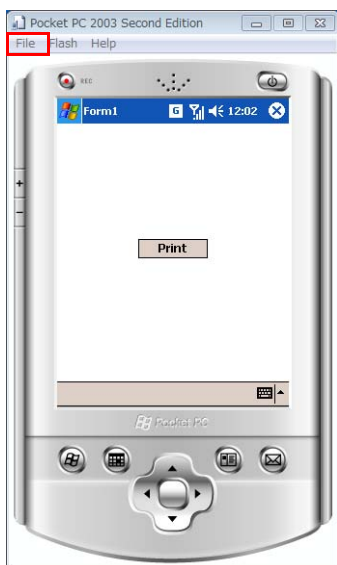 Pocket PC 2003 Second Edition
File Flash Help
REC
Form1 G 12:02
+
-
Print
Pocket PC